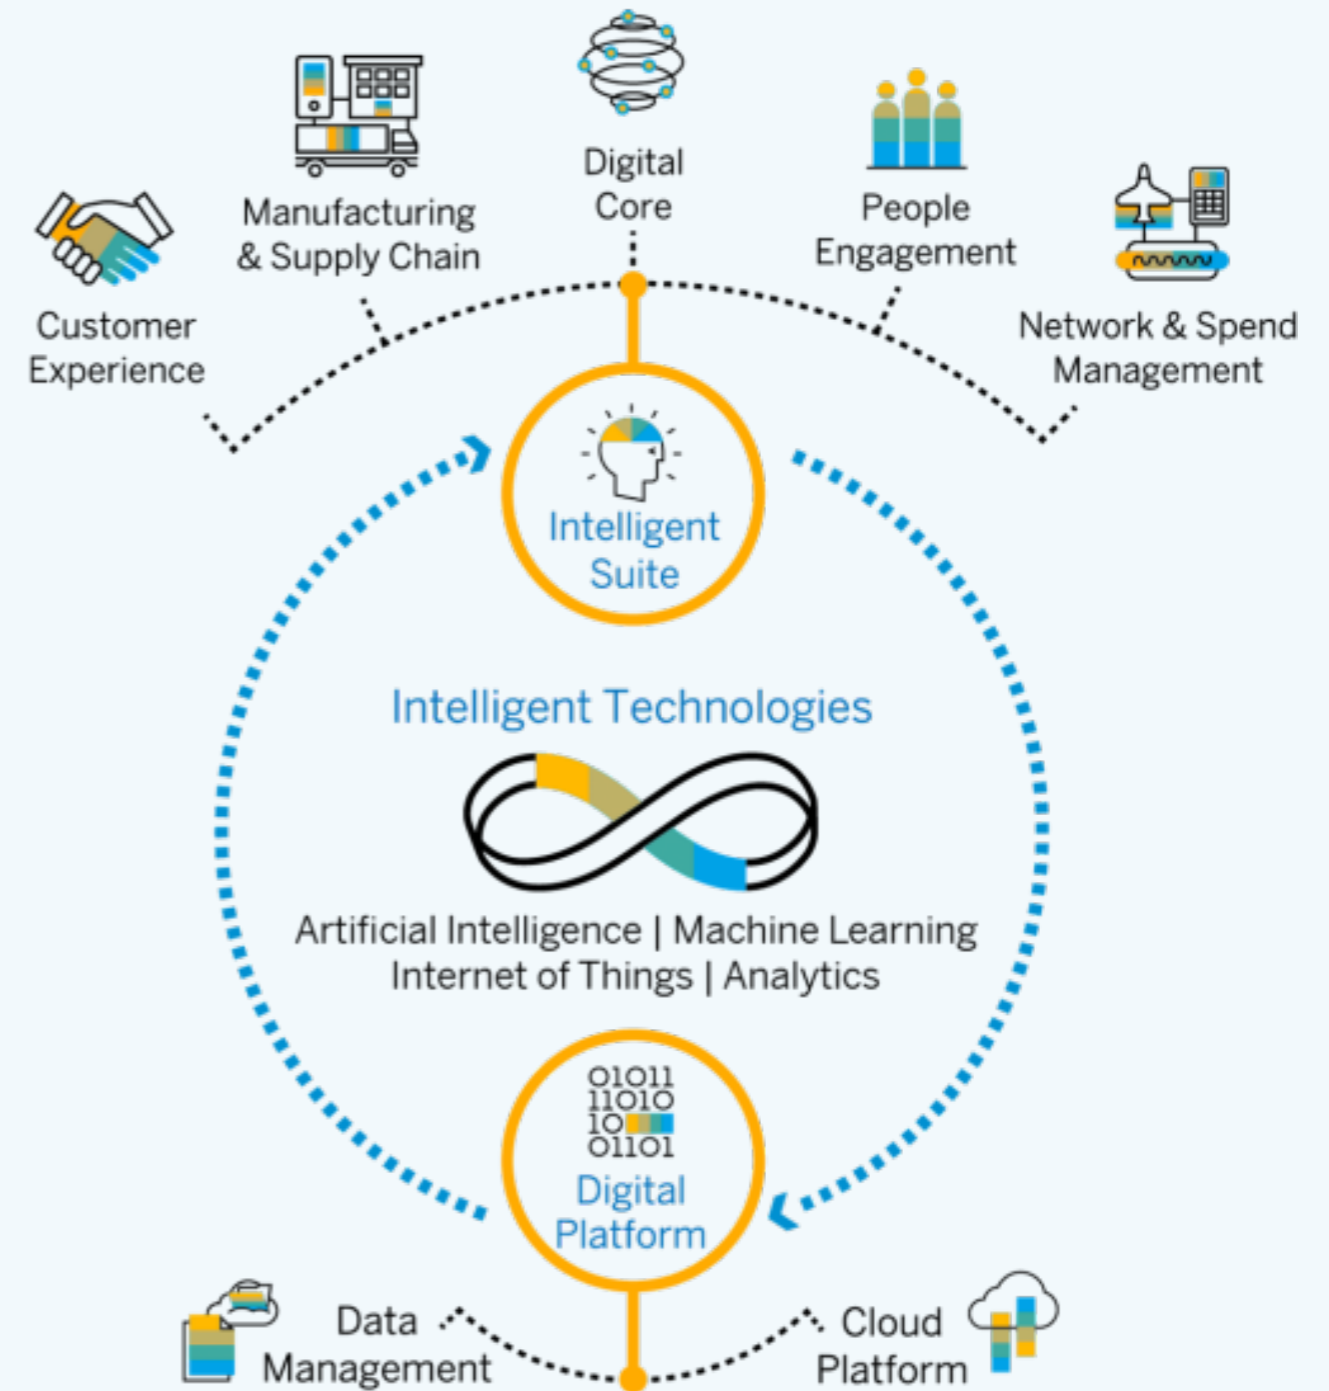 Digital
Core
Manufacturing
& Supply Chain
People
Engagement
Customer
Experience
Network & Spend
Management
Intelligent
Suite
Intelligent Technologies
Artificial Intelligence | Machine Learning
Internet of Things | Analytics
01011
11010
10
01101
Digital
Platform
Data
Management
Cloud
Platform